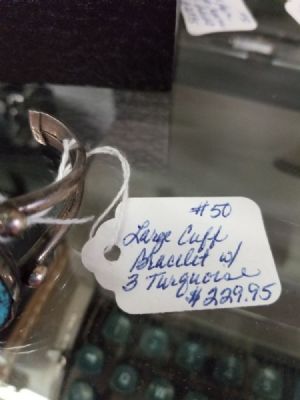 #50
Large Cuff
Bracelet w/
3 Turquoise
$229.95